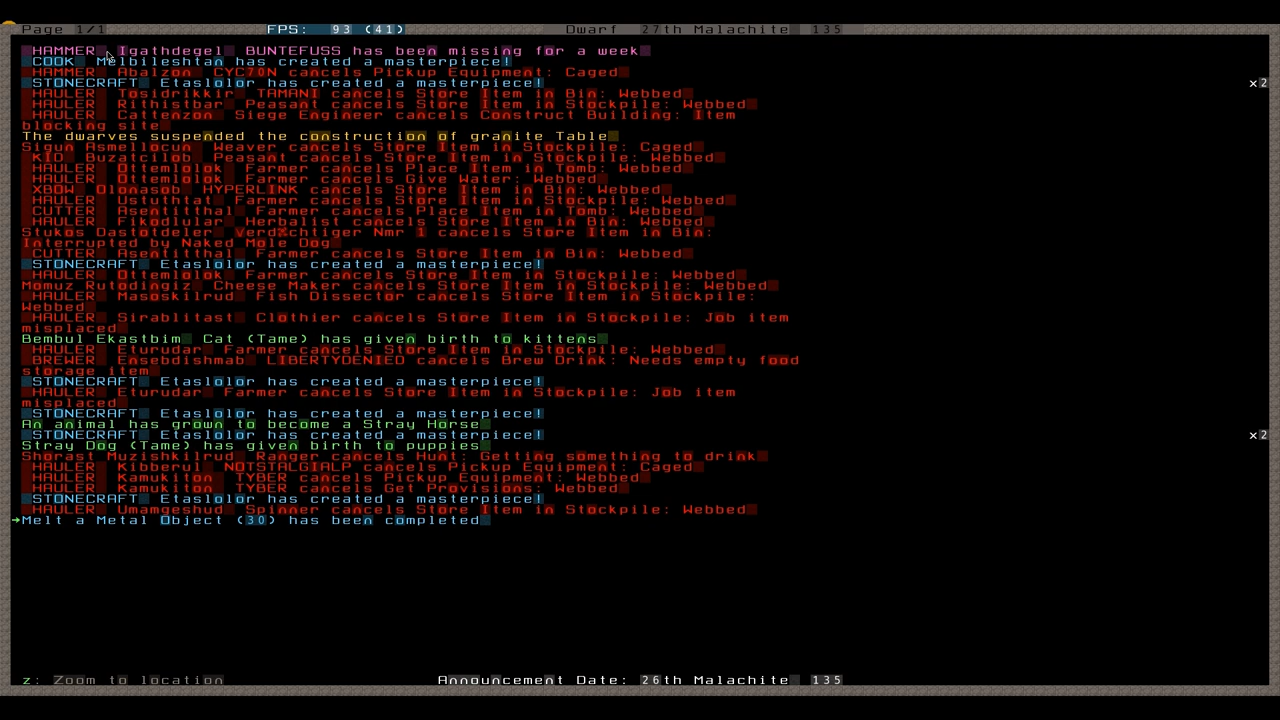 Page 1/1 FPS: 93 (41) Dwarf 27th Malachite 135
HAMMER Igathdegel BUNTEFUSS has been missing for a week
COOK Melbileshtan has created a masterpiece!
HAMMER Abalzon CYC70N cancels Pickup Equipment: Caged
STONECRAFT Etaslolor has created a masterpiece! x2
HAULER Tosidrikkir TAMANI cancels Store Item in Bin: Webbed
HAULER Rithistbar Peasant cancels Store Item in Stockpile: Webbed
HAULER Cattenzon Siege Engineer cancels Construct Building: Item
blocking site
The dwarves suspended the construction of granite Table
Sigun Asmellocun Weaver cancels Store Item in Stockpile: Caged
KID Buzatcilob Peasant cancels Store Item in Stockpile: Webbed
HAULER Ottemlolok Farmer cancels Place Item in Tomb: Webbed
HAULER Ottemlolok Farmer cancels Give Water: Webbed
XBOW Olonasob HYPERLINK cancels Store Item in Bin: Webbed
HAULER Ustuthtat Farmer cancels Store Item in Stockpile: Webbed
CUTTER Asentitthal Farmer cancels Place Item in Tomb: Webbed
HAULER Fikodlular Herbalist cancels Store Item in Bin: Webbed
Stukos Dastotdeler Nmr 1 cancels Store Item in Bin:
Interrupted by Naked Mole Dog
CUTTER Asentitthal Farmer cancels Store Item in Bin: Webbed
STONECRAFT Etaslolor has created a masterpiece!
HAULER Ottemlolok Farmer cancels Store Item in Stockpile: Webbed
Momuz Rutodingiz Cheese Maker cancels Store Item in Stockpile: Webbed
HAULER Masoskilrud Fish Dissector cancels Store Item in Stockpile:
Webbed
HAULER Sirablitast Clothier cancels Store Item in Stockpile: Job item
misplaced
Bembul Ekastbim Cat (Tame) has given birth to kittens
HAULER Eturudar Farmer cancels Store Item in Stockpile: Webbed
BREWER Ensebdishmab LIBERTYDENIED cancels Brew Drink: Needs empty food
storage item
STONECRAFT Etaslolor has created a masterpiece!
HAULER Eturudar Farmer cancels Store Item in Stockpile: Job item
misplaced
STONECRAFT Etaslolor has created a masterpiece!
An animal has grown to become a Stray Horse
STONECRAFT Etaslolor has created a masterpiece! x2
Stray Dog (Tame) has given birth to puppies
Shorast Muzishkilrud Ranger cancels Hunt: Getting something to drink
HAULER Kibberul NOTSTALGIALP cancels Pickup Equipment: Caged
HAULER Kamukiton TYBER cancels Pickup Equipment: Webbed
HAULER Kamukiton TYBER cancels Get Provisions: Webbed
STONECRAFT Etaslolor has created a masterpiece!
HAULER Umamgeshud Spinner cancels Store Item in Stockpile: Webbed
Melt a Metal Object (30) has been completed
z: Zoom to location Announcement Date: 26th Malachite 135